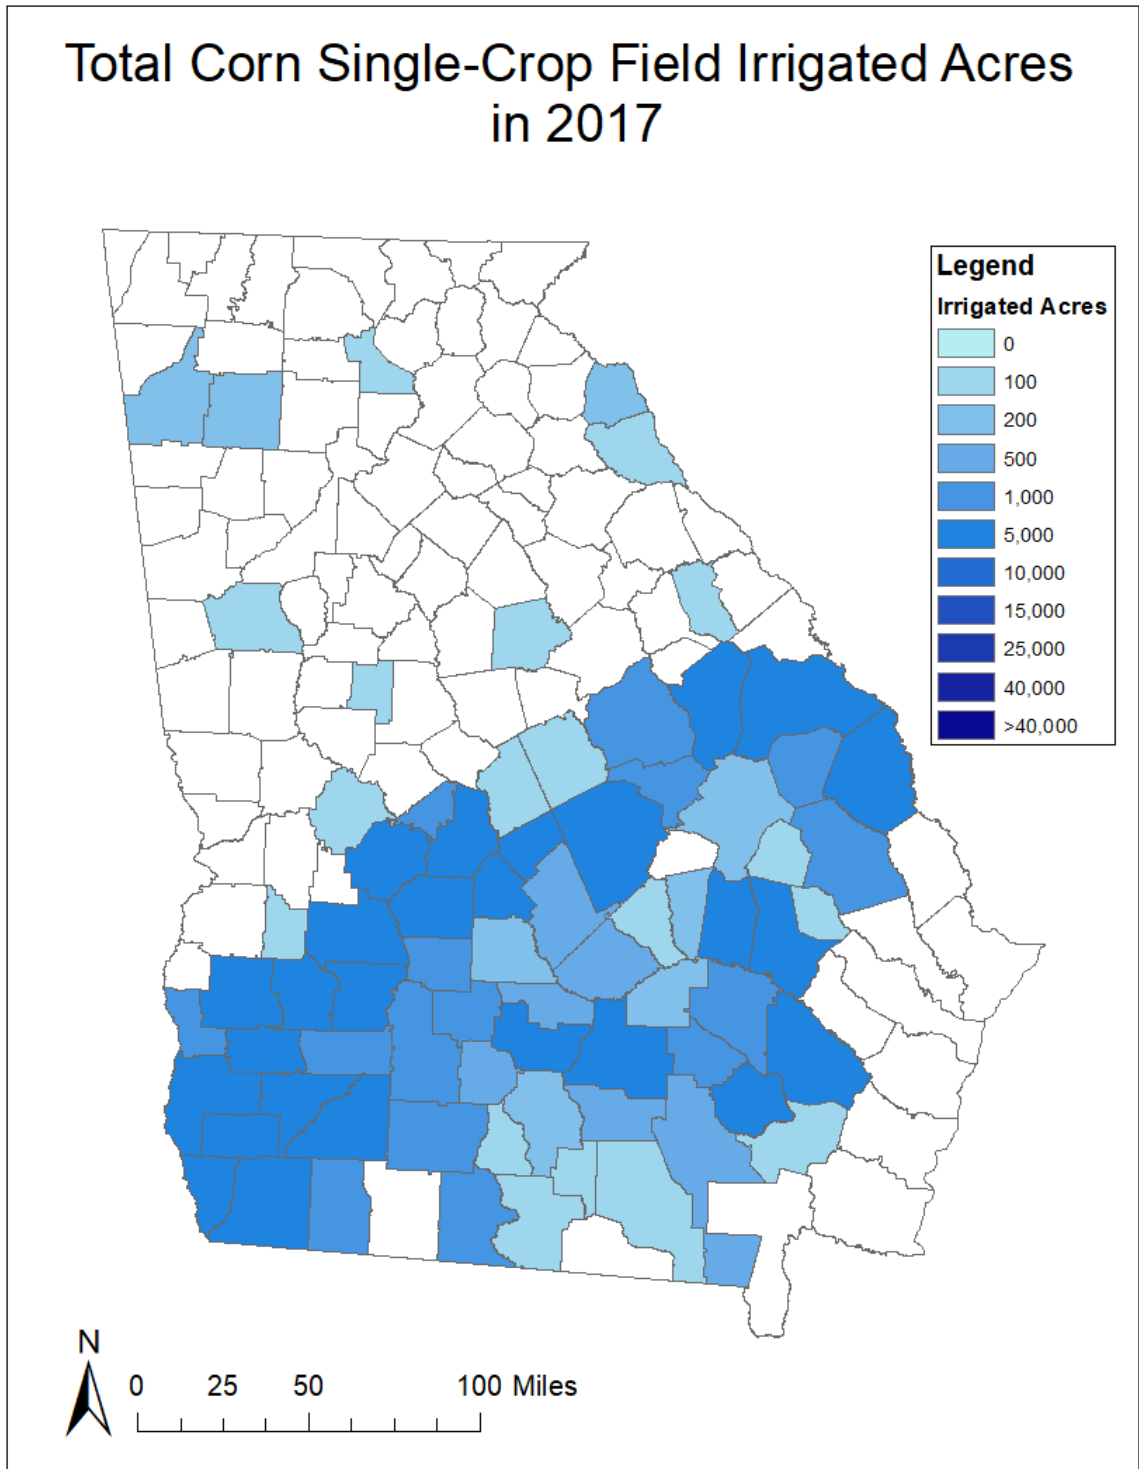 Total Corn Single-Crop Field Irrigated Acres
in 2017
Legend
Irrigated Acres
0
100
200
500
1,000
5,000
10,000
15,000
25,000
40,000
>40,000
N
0 25 50 100 Miles